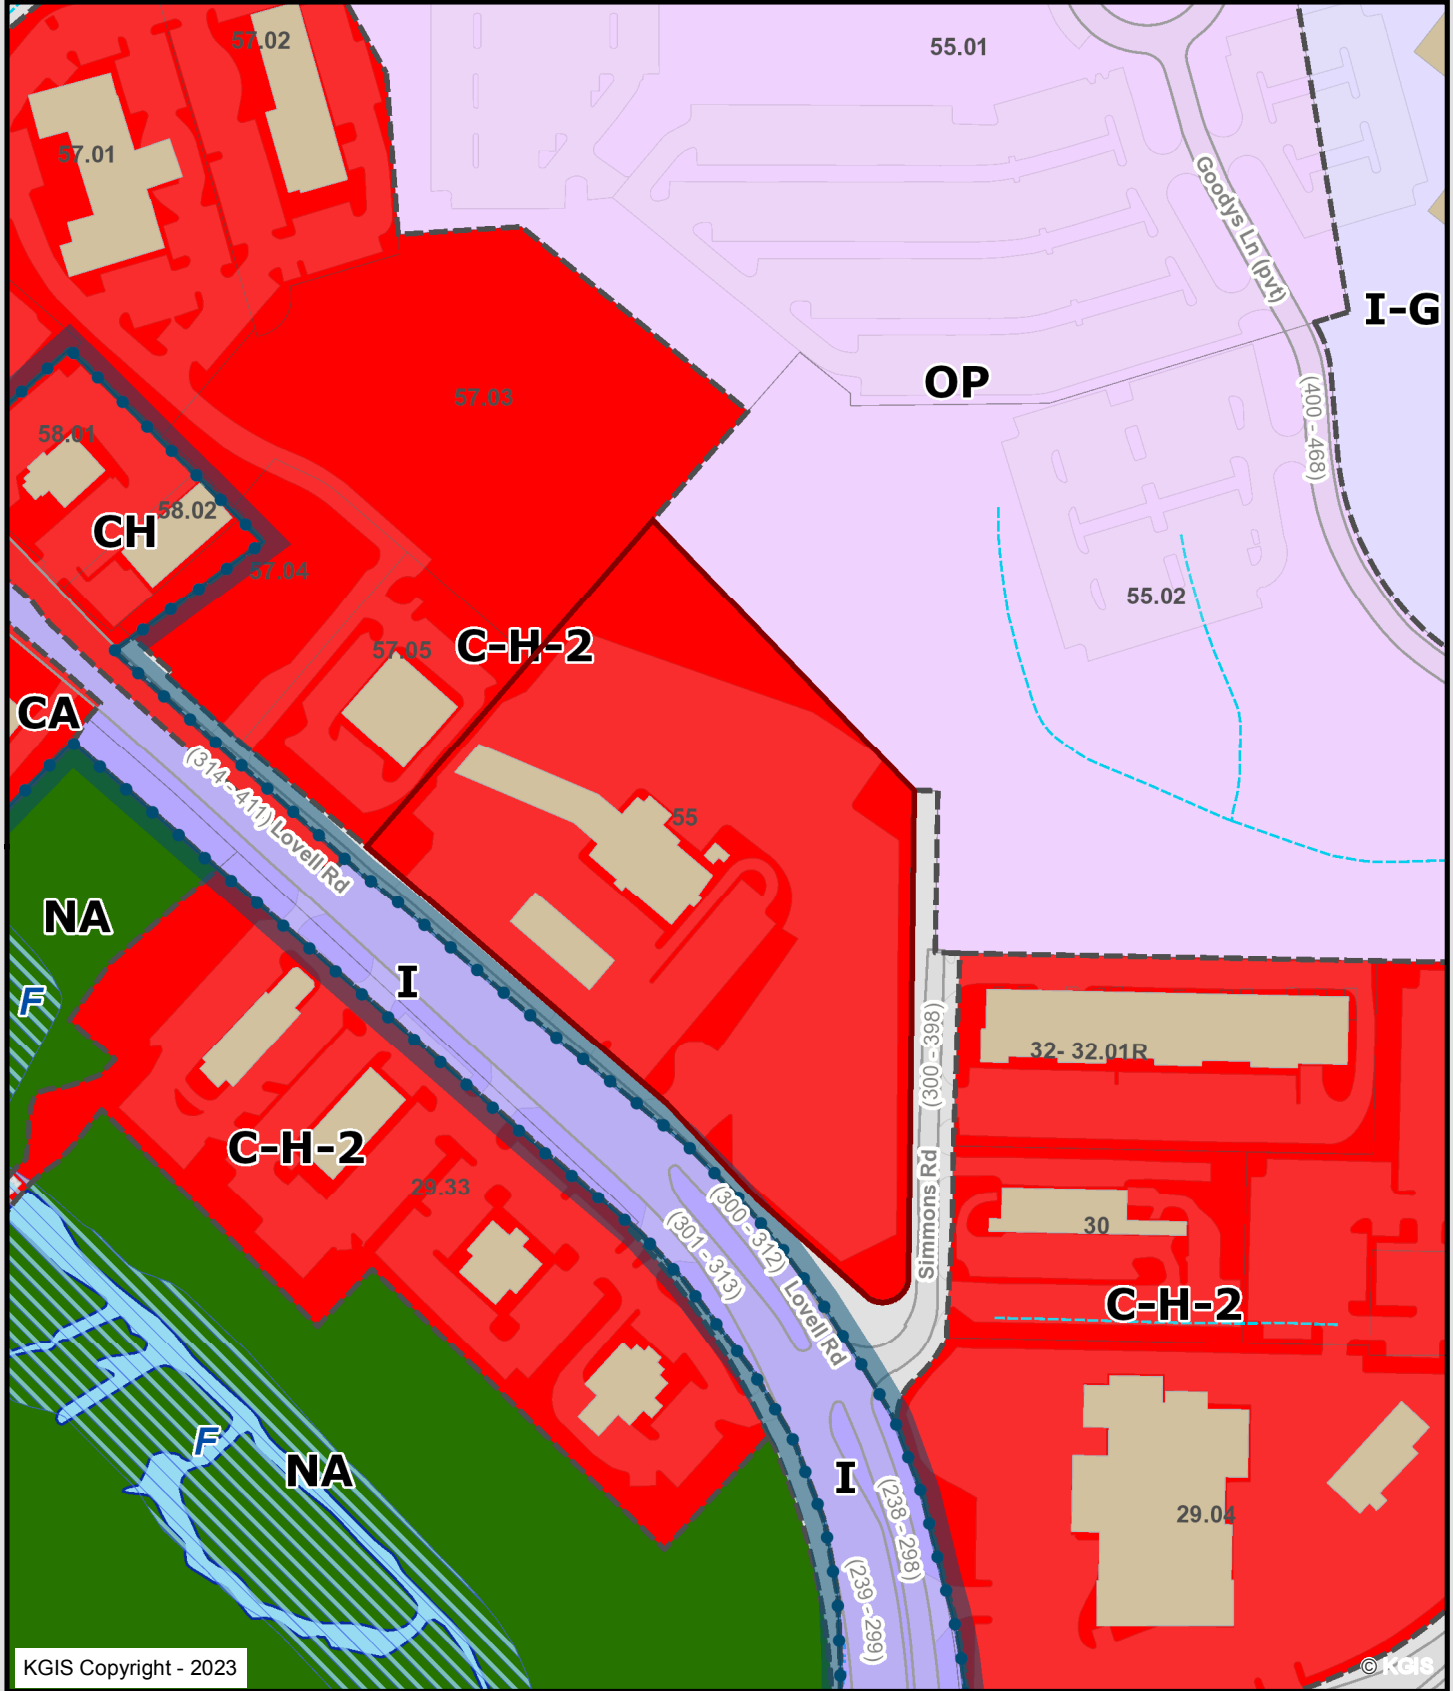 57.02
55.01
57.01
Goodys Ln (pvt)
I-G
OP
57.03
(400 - 468)
58.01
58.02
CH
57.04
55.02
57.05
C-H-2
CA
(314 - 411) Lovell Rd
55
NA
I
F
(300 - 398)
32- 32.01R
C-H-2
29.33
Simmons Rd
(300 - 312) Lovell Rd
(301 - 313)
30
C-H-2
F
NA
I
(238 - 298)
29.04
(239 - 299)
KGIS Copyright - 2023
© KGIS